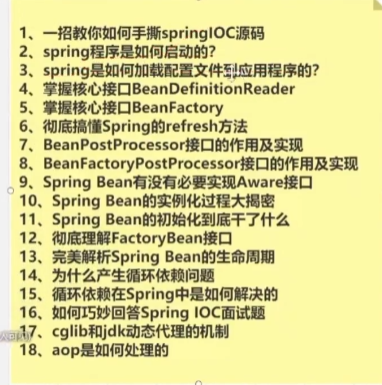 1、一招教你如何手撕springIOC源码
2、spring程序是如何启动的?
3、spring是如何加载配置文件到应用程序的?
4、掌握核心接口BeanDefinitionReader
5、掌握核心接口BeanFactory
6、彻底搞懂Spring的refresh方法
7、BeanPostProcessor接口的作用及实现
8、BeanFactoryPostProcessor接口的作用及实现
9、Spring Bean有没有必要实现Aware接口
10、Spring Bean的实例化过程大揭密
11、Spring Bean的初始化到底干了什么
12、彻底理解FactoryBean接口
13、完美解析Spring Bean的生命周期
14、为什么产生循环依赖问题
15、循环依赖在Spring中是如何解决的
16、如何巧妙回答Spring IOC面试题
17、cglib和jdk动态代理的机制
18、aop是如何处理的